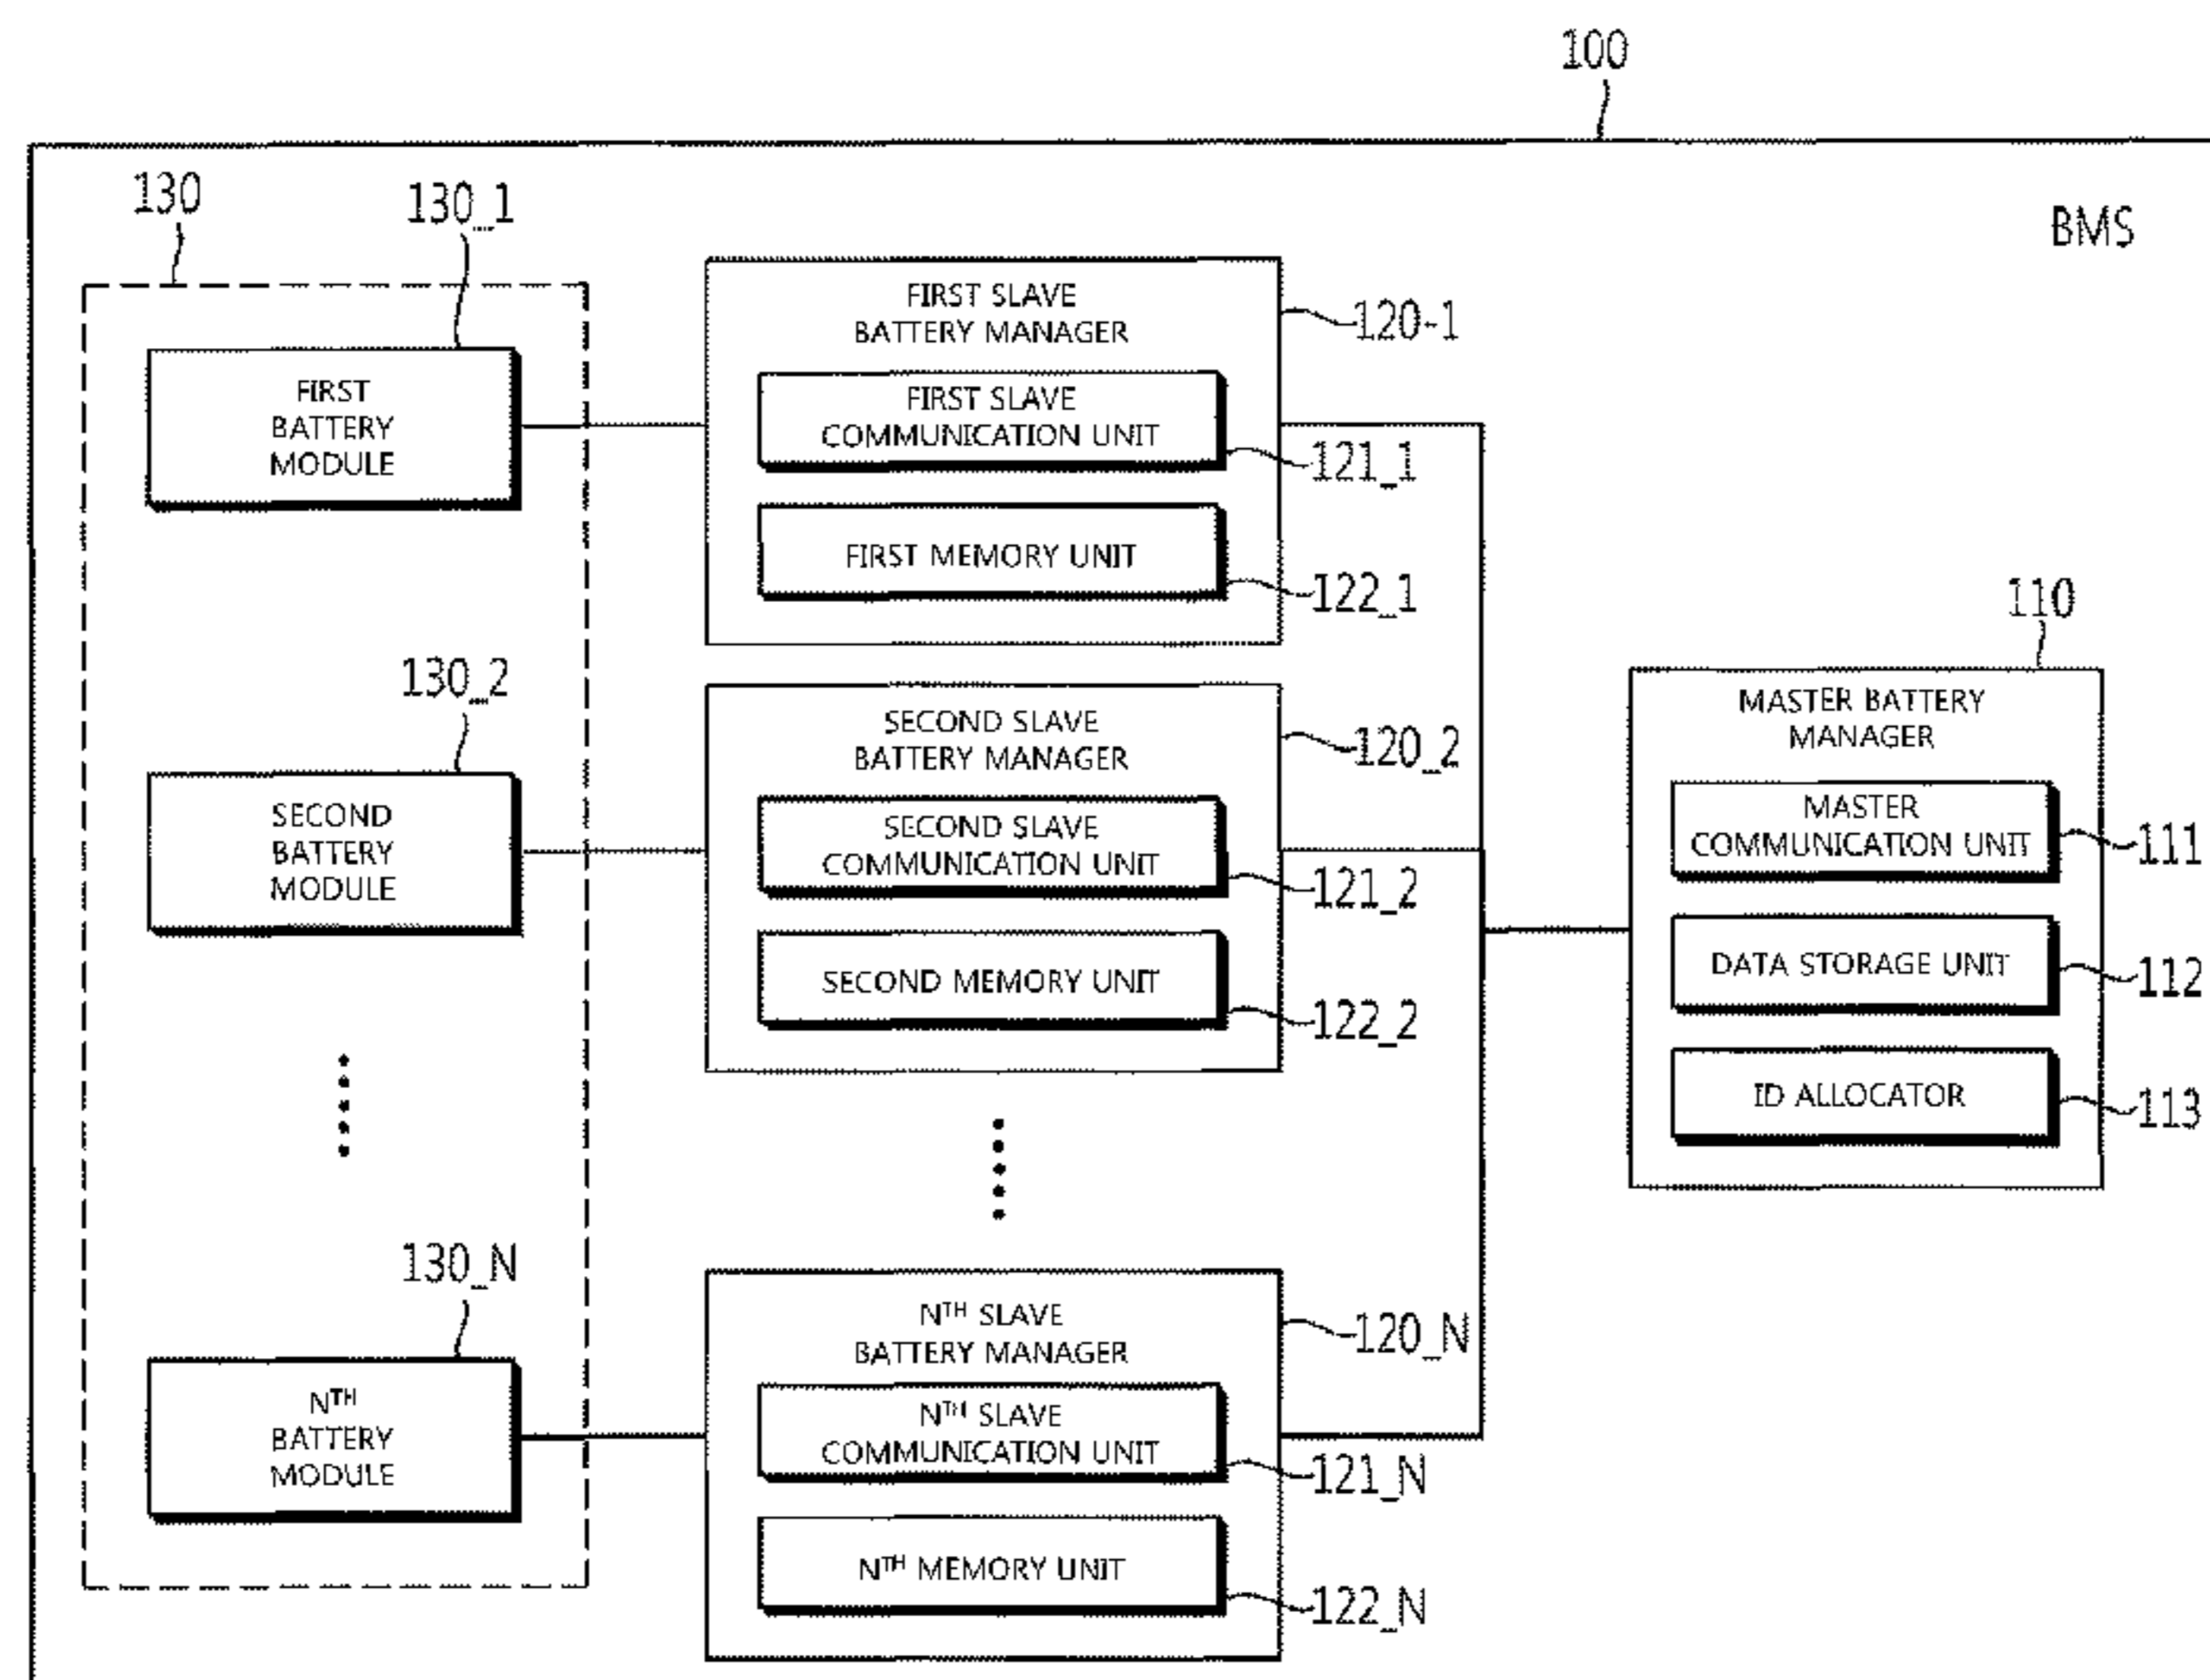 100
BMS
130
130_1
FIRST
BATTERY
MODULE
FIRST SLAVE
BATTERY MANAGER
120-1
FIRST SLAVE
COMMUNICATION UNIT
121_1
FIRST MEMORY UNIT
122_1
130_2
SECOND
BATTERY
MODULE
SECOND SLAVE
BATTERY MANAGER
120_2
SECOND SLAVE
COMMUNICATION UNIT
121_2
SECOND MEMORY UNIT
122_2
110
MASTER BATTERY
MANAGER
MASTER
COMMUNICATION UNIT
111
DATA STORAGE UNIT
112
ID ALLOCATOR
113
130_N
NTH
BATTERY
MODULE
NTH SLAVE
BATTERY MANAGER
120_N
NTH SLAVE
COMMUNICATION UNIT
121_N
NTH MEMORY UNIT
122_N